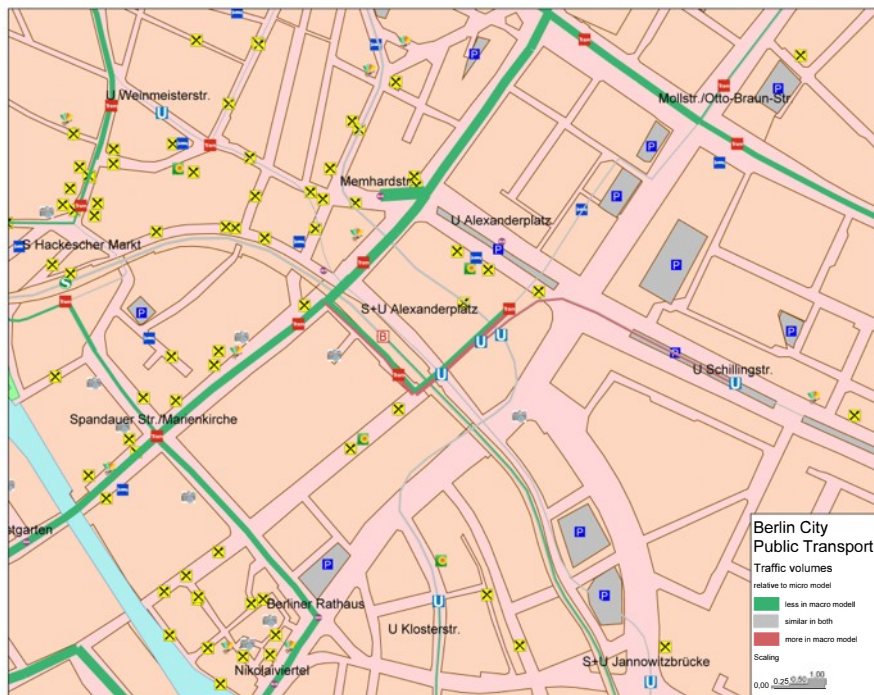 U Weinmeisterstr.
Mollstr./Otto-Braun-Str.
Memhardstr.
U Alexanderplatz
S Hackescher Markt
S+U Alexanderplatz
U Schillingstr.
Spandauer Str./Marienkirche
stgarten
Berliner Rathaus
U Klosterstr.
S+U Jannowitzbrücke
Nikolaiviertel
Berlin City
Public Transport
Traffic volumes
relative to micro model
less in macro modell
similar in both
more in macro model
Scaling
0,00 0.25 0.50 1.00
P
P
P
P
P
P
P
P
P
P
P
P
U
U
U
U
U
U
U
S
B